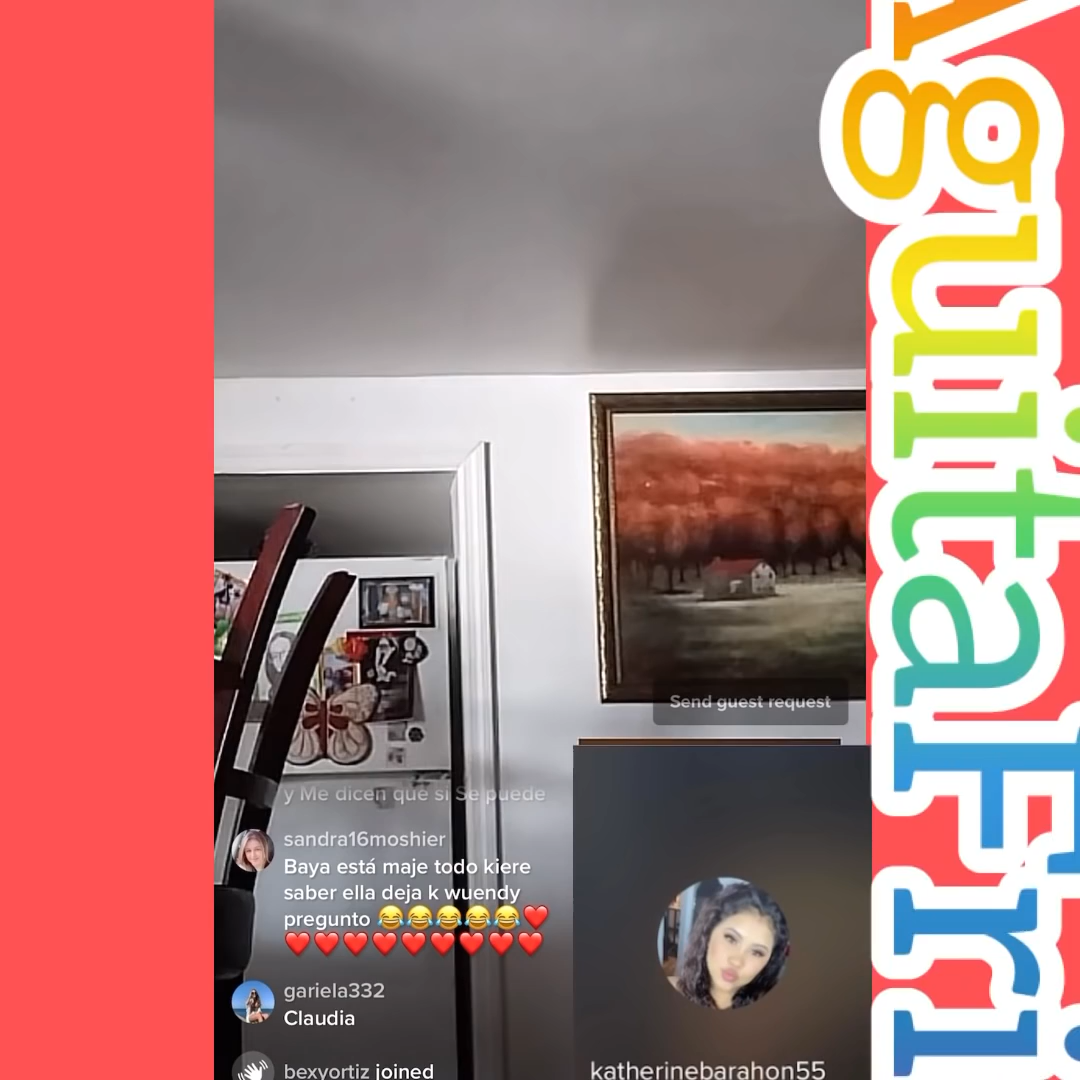 Send guest request
y Me dicen que si Se puede
sandra16moshier
Baya está maje todo kiere
saber ella deja k wuendy
pregunto 😂😂😂😂😂❤️
❤️❤️❤️❤️❤️❤️❤️❤️❤️
gariela332
Claudia
bexyortiz joined
katherinebarahon55
AguitaFri